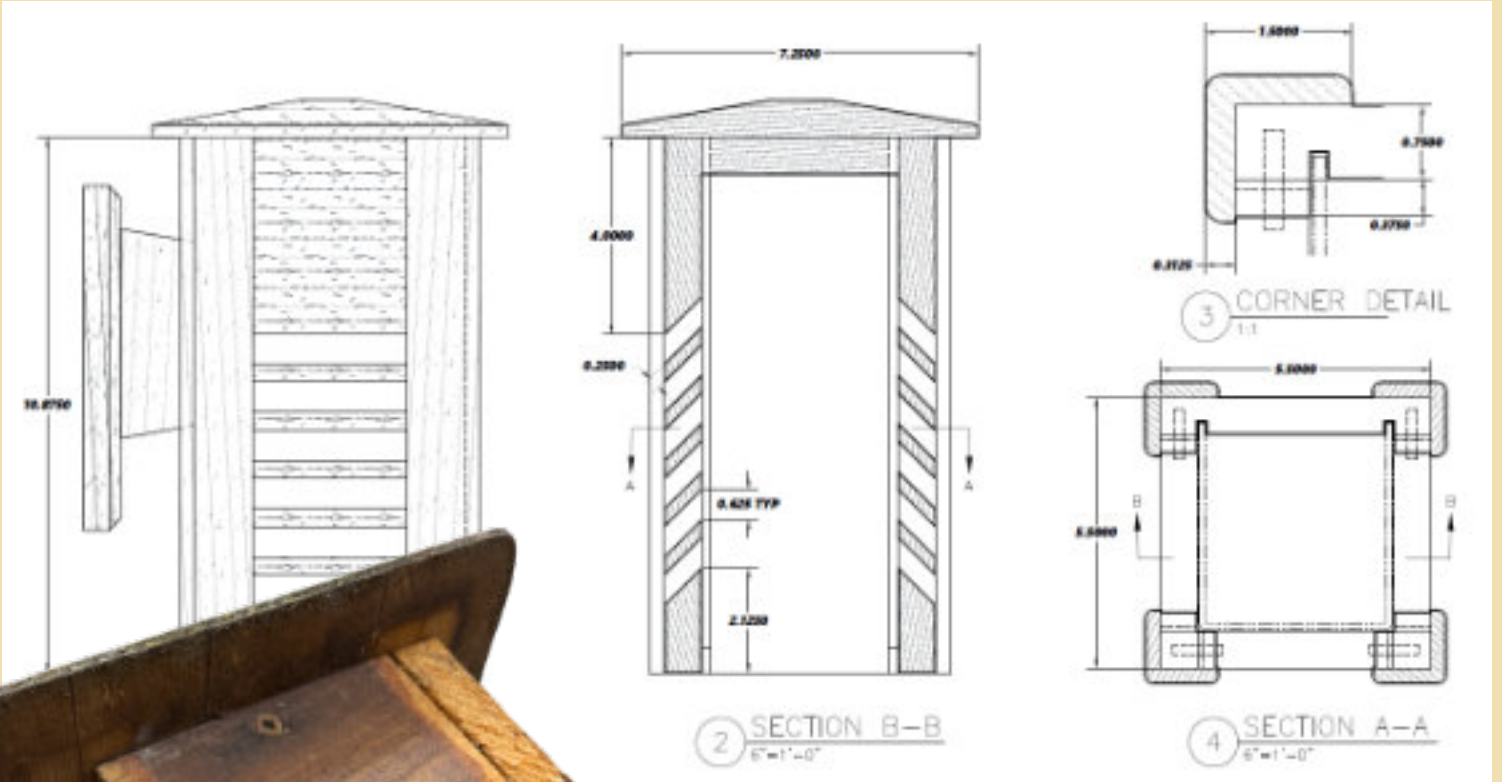 10.8750
7.2500
4.0000
0.2500
A
A
0.625 TYP
2.1250
2
SECTION B-B
6"=1'-0"
1.5000
0.7500
0.3750
0.3125
3
CORNER DETAIL
1:1
5.5000
5.5000
B
B
4
SECTION A-A
6"=1'-0"